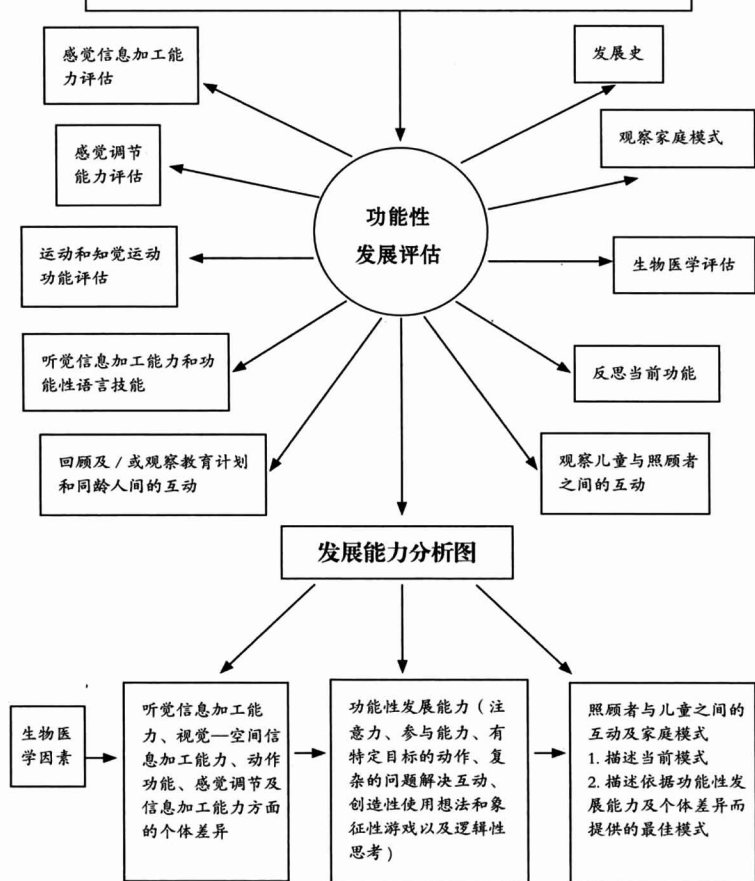 感觉信息加工能
力评估
发展史
感觉调节
能力评估
观察家庭模式
功能性
发展评估
运动和知觉运动
功能评估
生物医学评估
听觉信息加工能力和功
能性语言技能
反思当前功能
回顾及 / 或观察教育计划
和同龄人间的互动
观察儿童与照顾者
之间的互动
发展能力分析图
生物医
学因素
听觉信息加工能
力、视觉—空间信
息加工能力、动作
功能、感觉调节及
信息加工能力方面
的个体差异
功能性发展能力（注
意力、参与能力、有
特定目标的动作、复
杂的问题解决互动、
创造性使用想法和象
征性游戏以及逻辑性
思考）
照顾者与儿童之间的
互动及家庭模式
1. 描述当前模式
2. 描述依据功能性发
展能力及个体差异而
提供的最佳模式